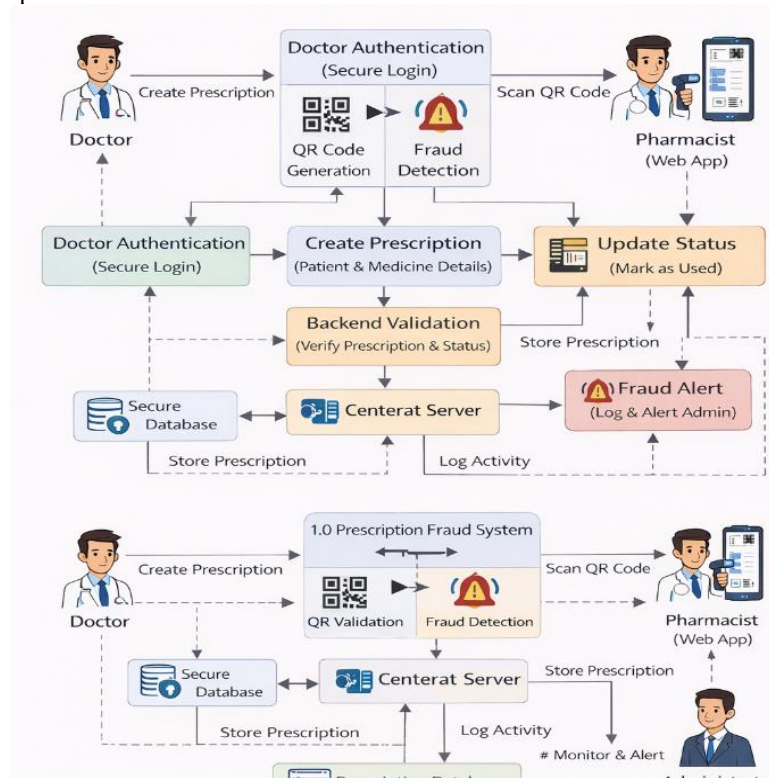 Doctor Authentication
(Secure Login)
Create Prescription
Scan QR Code
QR Code
Generation
Fraud
Detection
Doctor
Pharmacist
(Web App)
Doctor Authentication
(Secure Login)
Create Prescription
(Patient & Medicine Details)
Update Status
(Mark as Used)
Backend Validation
(Verify Prescription & Status)
Store Prescription
Secure
Database
Centerat Server
Fraud Alert
(Log & Alert Admin)
Store Prescription
Log Activity
1.0 Prescription Fraud System
Create Prescription
Scan QR Code
QR Validation
Fraud Detection
Doctor
Pharmacist
(Web App)
Secure
Database
Centerat Server
Store Prescription
Store Prescription
Log Activity
# Monitor & Alert